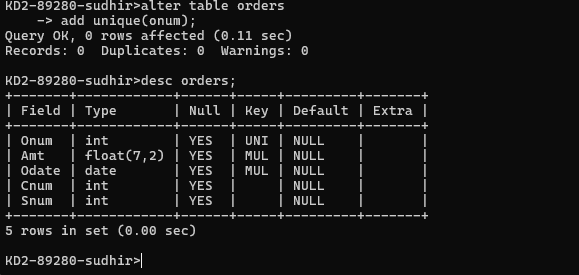 KD2-89280-sudhir>alter table orders
    -> add unique(onum);
Query OK, 0 rows affected (0.11 sec)
Records: 0  Duplicates: 0  Warnings: 0

KD2-89280-sudhir>desc orders;
+-------+------------+------+-----+---------+-------+
| Field | Type       | Null | Key | Default | Extra |
+-------+------------+------+-----+---------+-------+
| Onum  | int        | YES  | UNI | NULL    |       |
| Amt   | float(7,2) | YES  | MUL | NULL    |       |
| Odate | date       | YES  | MUL | NULL    |       |
| Cnum  | int        | YES  |     | NULL    |       |
| Snum  | int        | YES  |     | NULL    |       |
+-------+------------+------+-----+---------+-------+
5 rows in set (0.00 sec)

KD2-89280-sudhir>